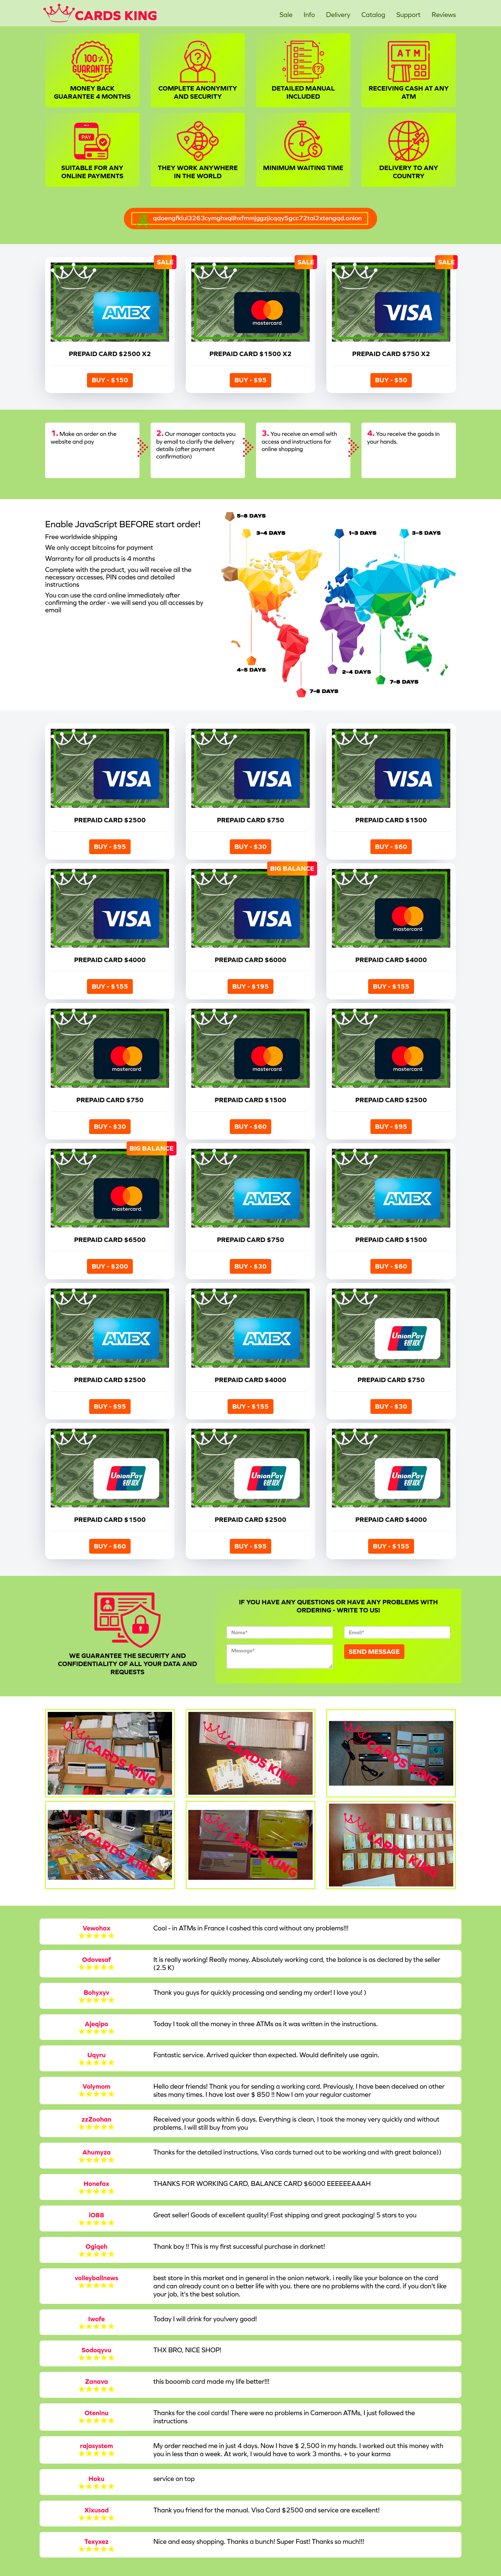 CARDS KING
Sale Info Delivery Catalog Support Reviews
100%
GUARANTEE
MONEY BACK
GUARANTEE 4 MONTHS
COMPLETE ANONYMITY
AND SECURITY
DETAILED MANUAL
INCLUDED
ATM
RECEIVING CASH AT ANY
ATM
PAY
SUITABLE FOR ANY
ONLINE PAYMENTS
THEY WORK ANYWHERE
IN THE WORLD
MINIMUM WAITING TIME
DELIVERY TO ANY
COUNTRY
SALE
AMEX
PREPAID CARD $2500 X2
BUY - $150
SALE
mastercard.
PREPAID CARD $1500 X2
BUY - $95
SALE
VISA
PREPAID CARD $750 X2
BUY - $50
1. Make an order on the
website and pay
2. Our manager contacts you
by email to clarify the delivery
details (after payment
confirmation)
3. You receive an email with
access and instructions for
online shopping
4. You receive the goods in
your hands.
Enable JavaScript BEFORE start order!
Free worldwide shipping
We only accept bitcoins for payment
Warranty for all products is 4 months
Complete with the product, you will receive all the
necessary accesses, PIN codes and detailed
instructions
You can use the card online immediately after
confirming the order - we will send you all accesses by
email
5-8 DAYS
3-4 DAYS
1-3 DAYS
3-5 DAYS
4-5 DAYS
2-4 DAYS
7-8 DAYS
7-8 DAYS
VISA
PREPAID CARD $2500
BUY - $95
VISA
PREPAID CARD $750
BUY - $30
VISA
PREPAID CARD $1500
BUY - $60
VISA
PREPAID CARD $4000
BUY - $155
BIG BALANCE
VISA
PREPAID CARD $6000
BUY - $195
mastercard.
PREPAID CARD $4000
BUY - $155
mastercard.
PREPAID CARD $750
BUY - $30
mastercard.
PREPAID CARD $1500
BUY - $60
mastercard.
PREPAID CARD $2500
BUY - $95
BIG BALANCE
mastercard.
PREPAID CARD $6500
BUY - $200
AMEX
PREPAID CARD $750
BUY - $30
AMEX
PREPAID CARD $1500
BUY - $60
AMEX
PREPAID CARD $2500
BUY - $95
AMEX
PREPAID CARD $4000
BUY - $155
UnionPay
银联
PREPAID CARD $750
BUY - $30
UnionPay
银联
PREPAID CARD $1500
BUY - $60
UnionPay
银联
PREPAID CARD $2500
BUY - $95
UnionPay
银联
PREPAID CARD $4000
BUY - $155
WE GUARANTEE THE SECURITY AND
CONFIDENTIALITY OF ALL YOUR DATA AND
REQUESTS
IF YOU HAVE ANY QUESTIONS OR HAVE ANY PROBLEMS WITH
ORDERING - WRITE TO US!
Name*
Email*
Message*
SEND MESSAGE
CARDS KING
CARDS KING
CARDS KING
CARDS KING
CARDS KING
CARDS KING
Vewohax
Cool - in ATMs in France I cashed this card without any problems!!!
Odovesaf
It is really working! Really money. Absolutely working card, the balance is as declared by the seller
(2.5 K)
Bohyxyv
Thank you guys for quickly processing and sending my order! I love you! )
Ajeqipo
Today I took all the money in three ATMs as it was written in the instructions.
Uqyru
Fantastic service. Arrived quicker than expected. Would definitely use again.
Volymom
Hello dear friends! Thank you for sending a working card. Previously, I have been deceived on other
sites many times. I have lost over $ 850 !! Now I am your regular customer
zzZoohan
Received your goods within 6 days. Everything is clean, I took the money very quickly and without
problems. I will still buy from you
Ahumyza
Thanks for the detailed instructions, Visa cards turned out to be working and with great balance))
Honefax
THANKS FOR WORKING CARD, BALANCE CARD $6000 EEEEEEAAAH
Great seller! Goods of excellent quality! Fast shipping and great packaging! 5 stars to you
Ogiqeh
Thank boy !! This is my first successful purchase in darknet!
volleyballnews
best store in this market and in general in the onion network. i really like your balance on the card
and can already count on a better life with you. there are no problems with the card. if you don't like
your job, it's the best solution.
Iwofe
Today I will drink for you!very good!
Sodoqyvu
THX BRO, NICE SHOP!
Zanava
this booomb card made my life better!!!
Oteninu
Thanks for the cool cards! There were no problems in Cameroon ATMs, I just followed the
instructions
rajasystem
My order reached me in just 4 days. Now I have $ 2,500 in my hands. I worked out this money with
you in less than a week. At work, I would have to work 3 months. + to your karma
Hoku
service on top
Xixusad
Thank you friend for the manual. Visa Card $2500 and service are excellent!
Texyxez
Nice and easy shopping. Thanks a bunch! Super Fast! Thanks so much!!!